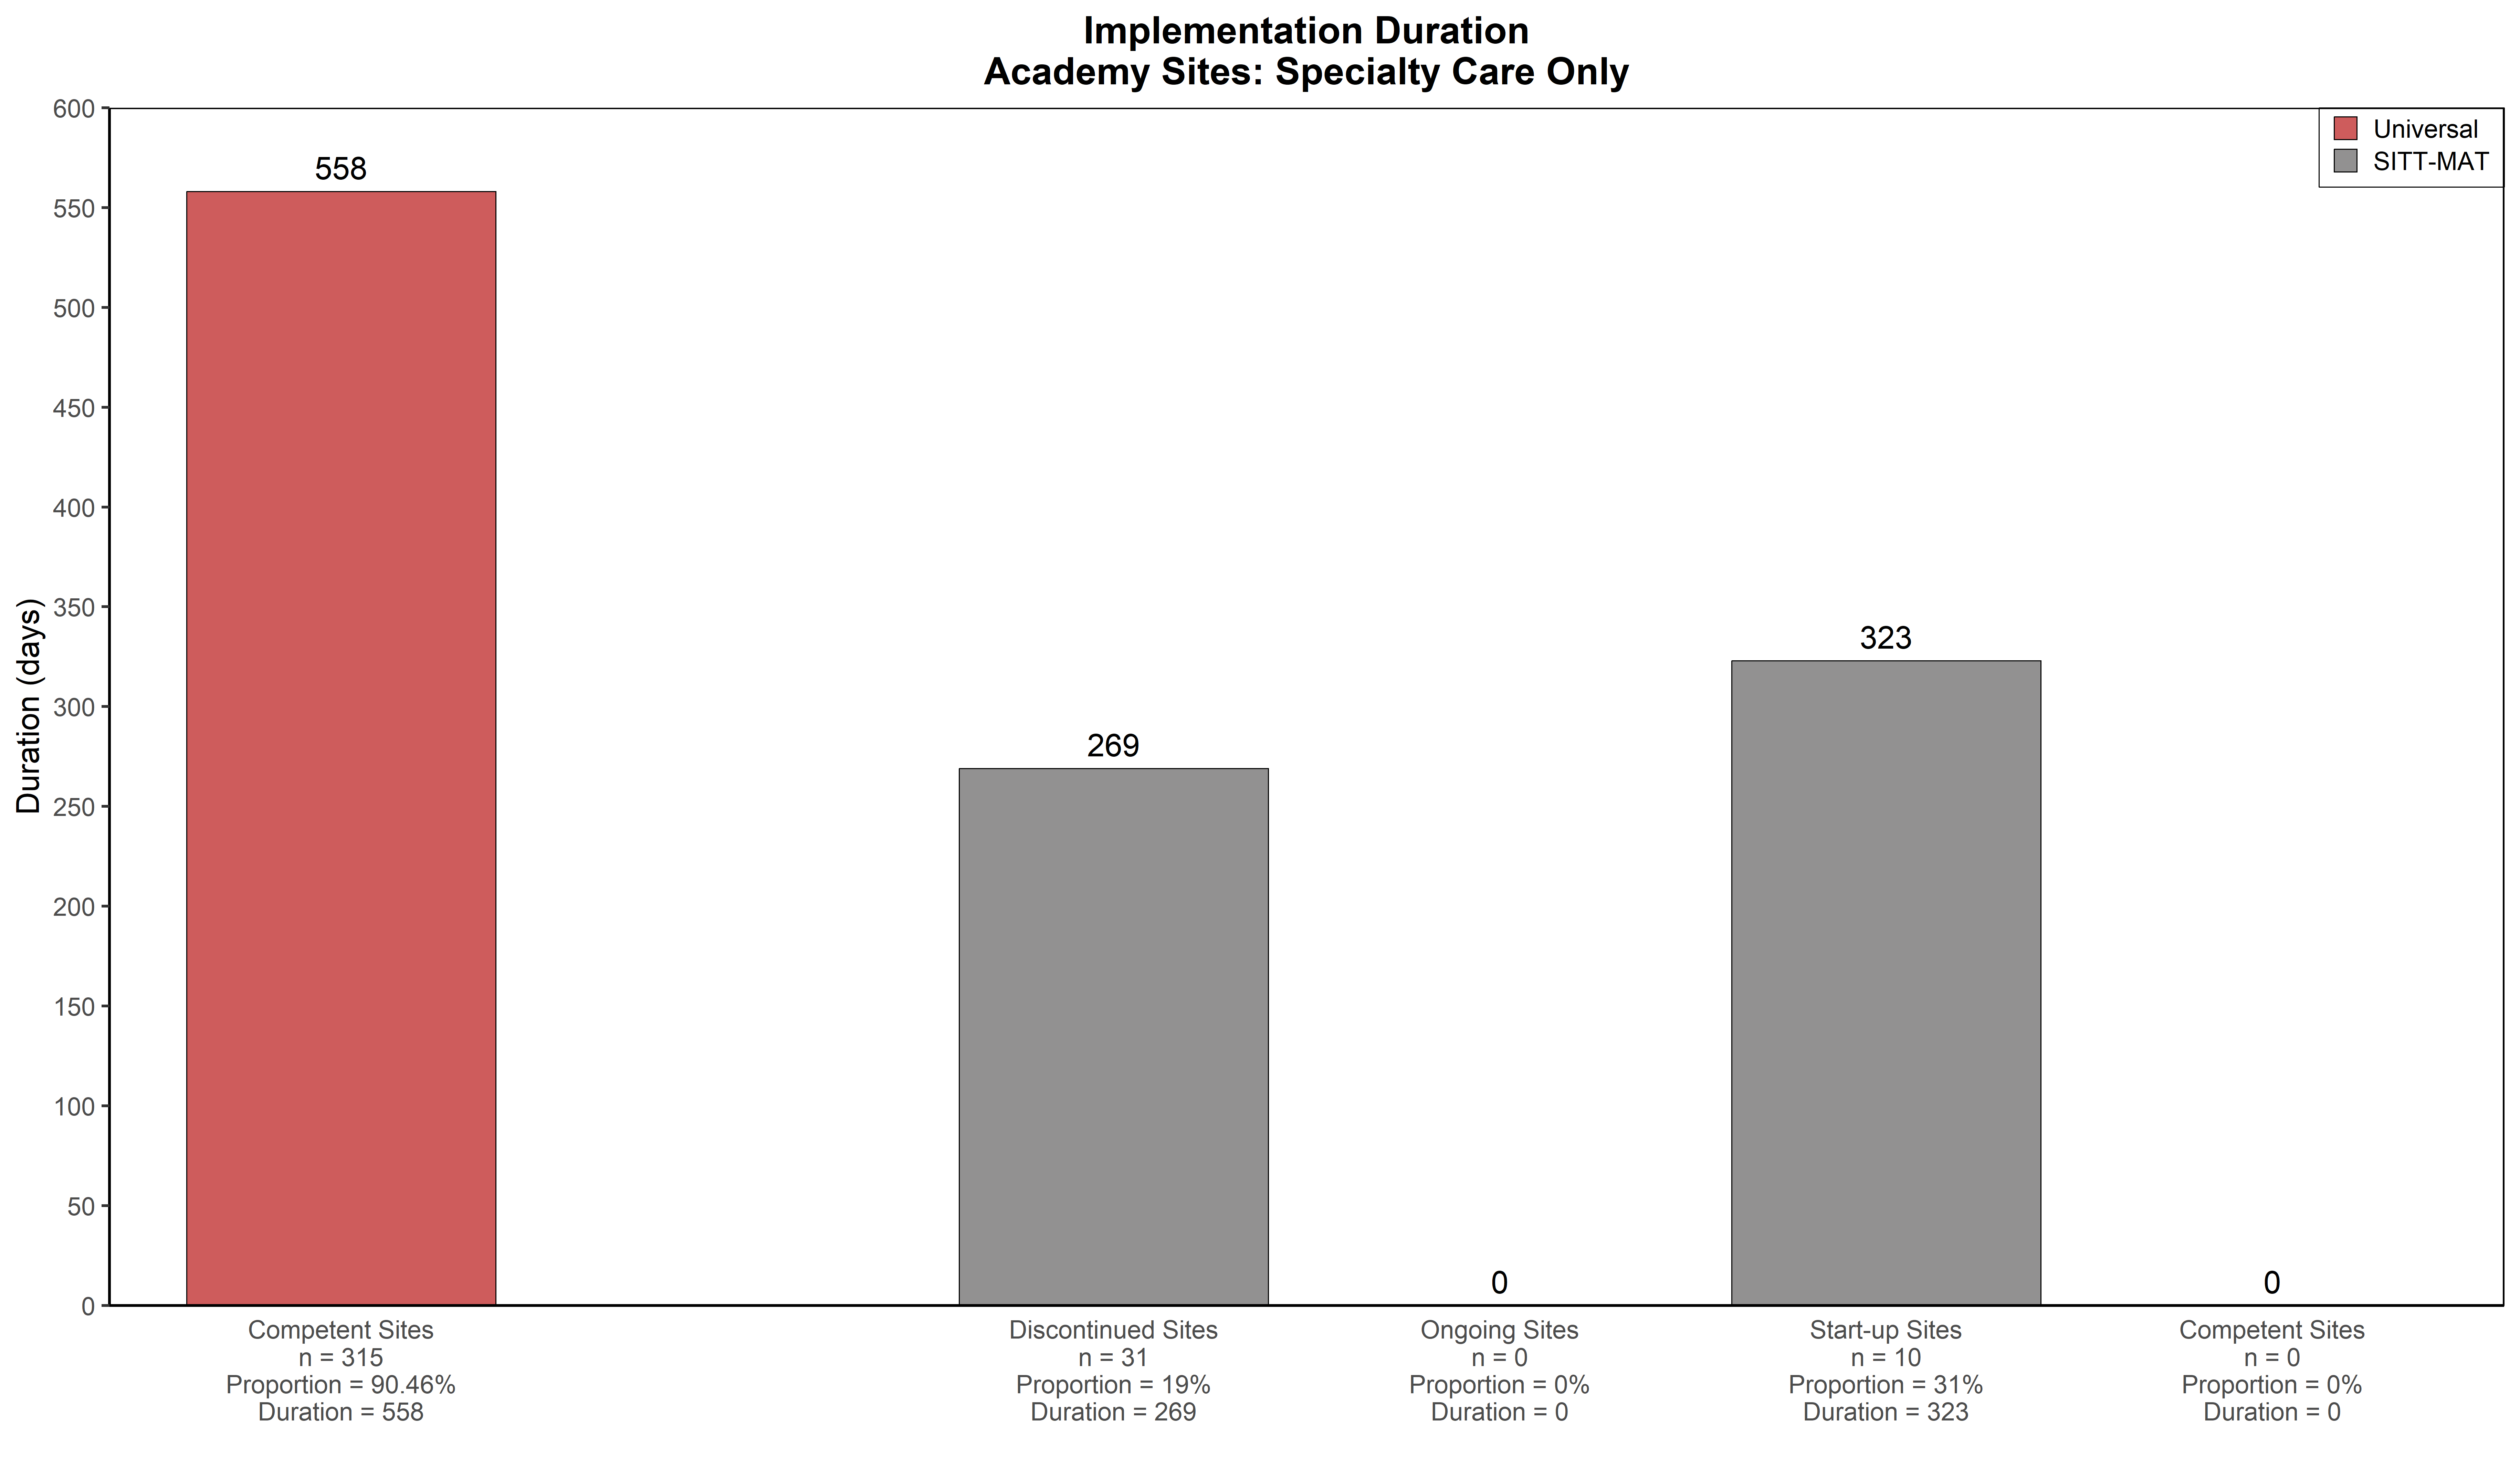 Implementation Duration
Academy Sites: Specialty Care Only
Universal
SITT-MAT
Duration (days)
600
550
500
450
400
350
300
250
200
150
100
50
0
558
269
0
323
0
Competent Sites
n = 315
Proportion = 90.46%
Duration = 558
Discontinued Sites
n = 31
Proportion = 19%
Duration = 269
Ongoing Sites
n = 0
Proportion = 0%
Duration = 0
Start-up Sites
n = 10
Proportion = 31%
Duration = 323
Competent Sites
n = 0
Proportion = 0%
Duration = 0